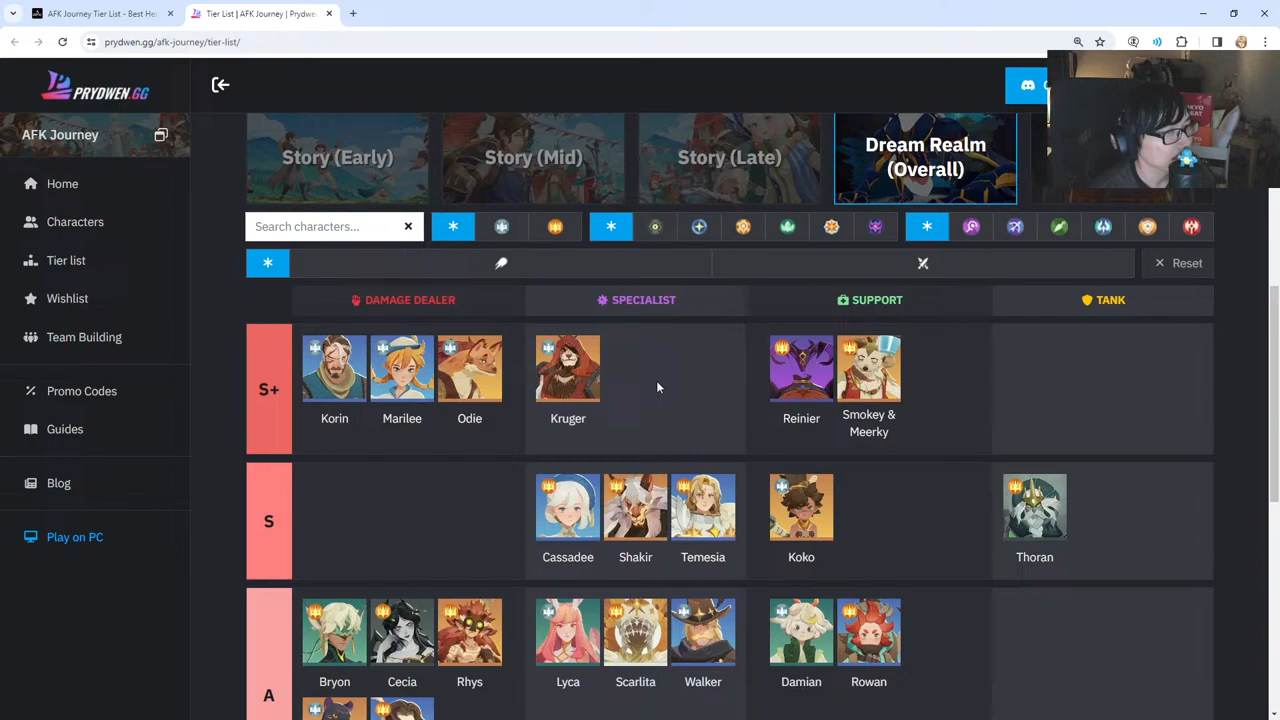 AFK Journey Tier List - Best He
Tier List | AFK Journey | Prydwe
prydwen.gg/afk-journey/tier-list/
PRYDWEN.GG
AFK Journey
Home
Characters
Tier list
Wishlist
Team Building
Promo Codes
Guides
Blog
Play on PC
Story (Early)
Story (Mid)
Story (Late)
Dream Realm
(Overall)
Search characters...
Reset
DAMAGE DEALER
SPECIALIST
SUPPORT
TANK
S+
Korin
Marilee
Odie
Kruger
Reinier
Smokey &
Meerky
S
Cassadee
Shakir
Temesia
Koko
Thoran
A
Bryon
Cecia
Rhys
Lyca
Scarlita
Walker
Damian
Rowan